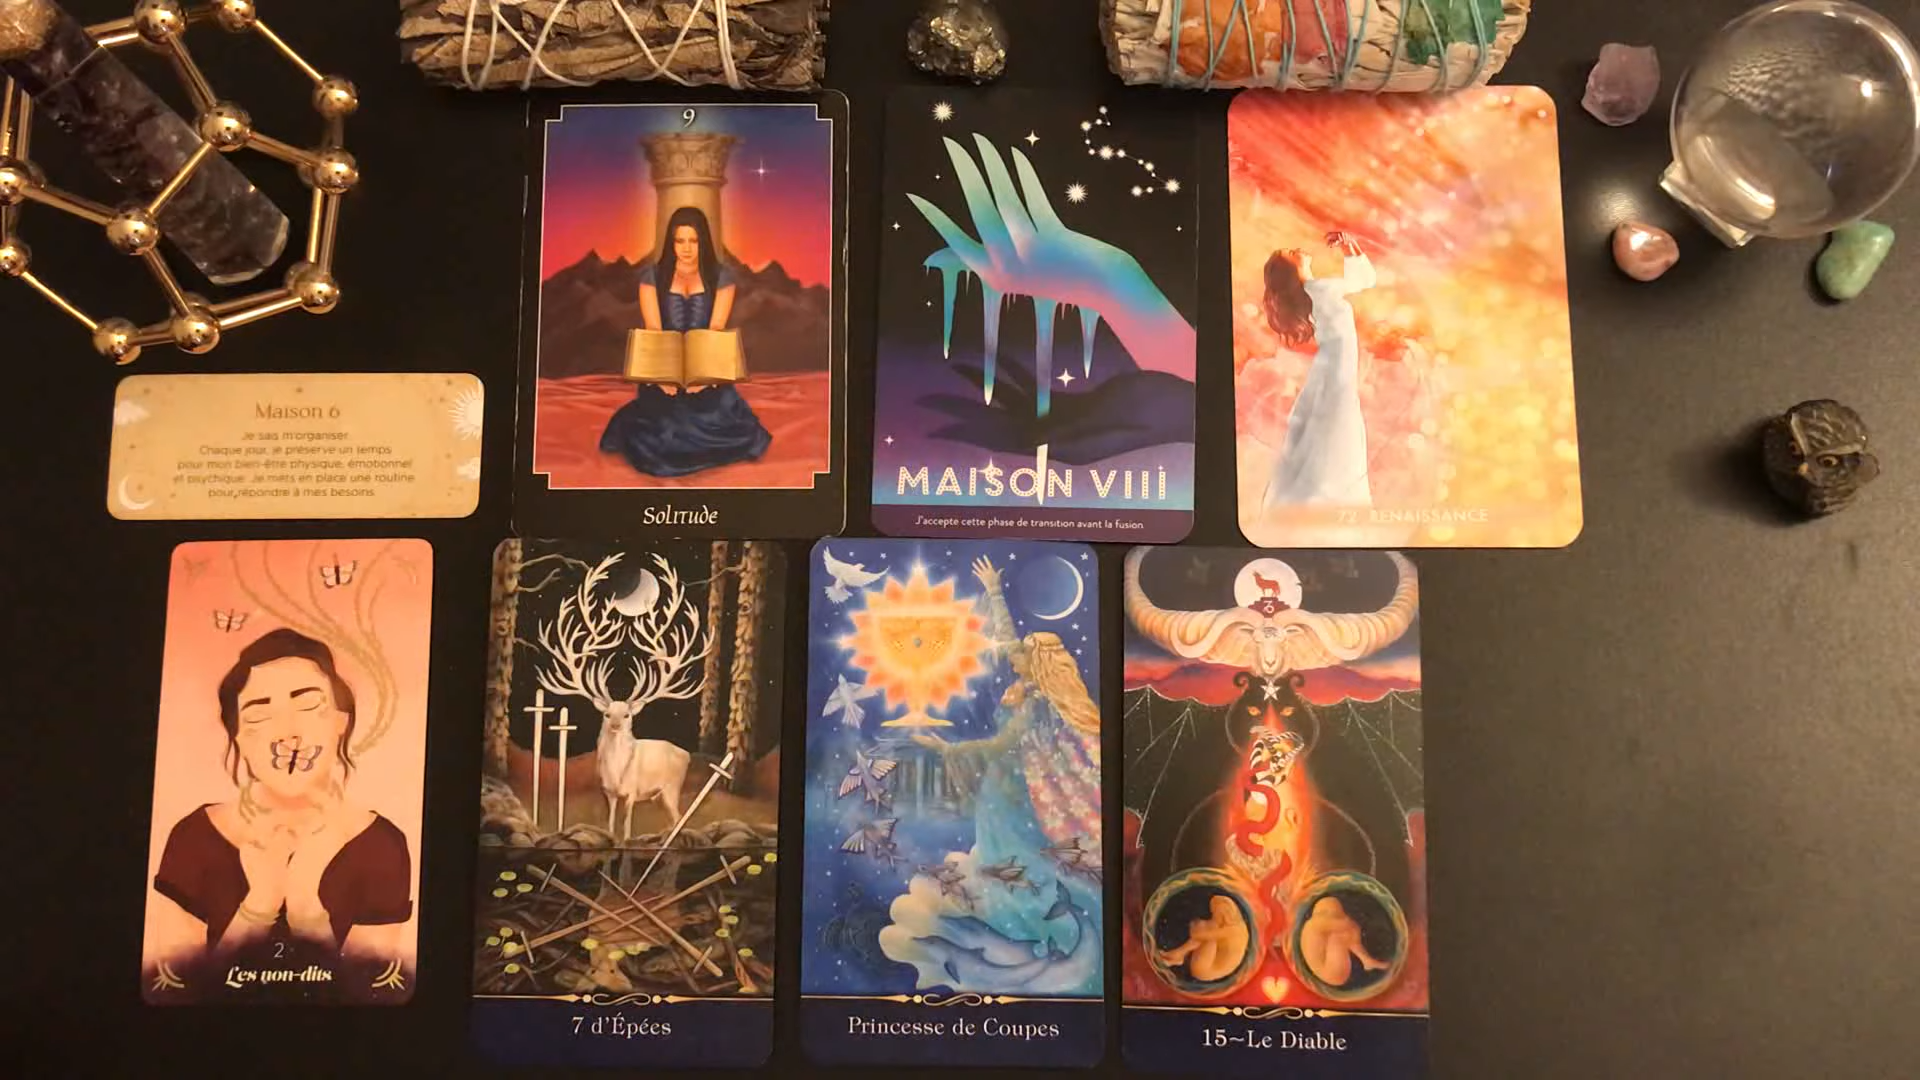 9
Solitude
MAISON VIII
J'accepte cette phase de transition avant la fusion
72. RENAISSANCE
Maison 6
Je sais m'organiser.
Chaque jour, je préserve un temps
pour mon bien-être physique, émotionnel
et psychique. Je mets en place une routine
pour répondre à mes besoins
2
Les non-dits
7 d'Épées
Princesse de Coupes
15~Le Diable